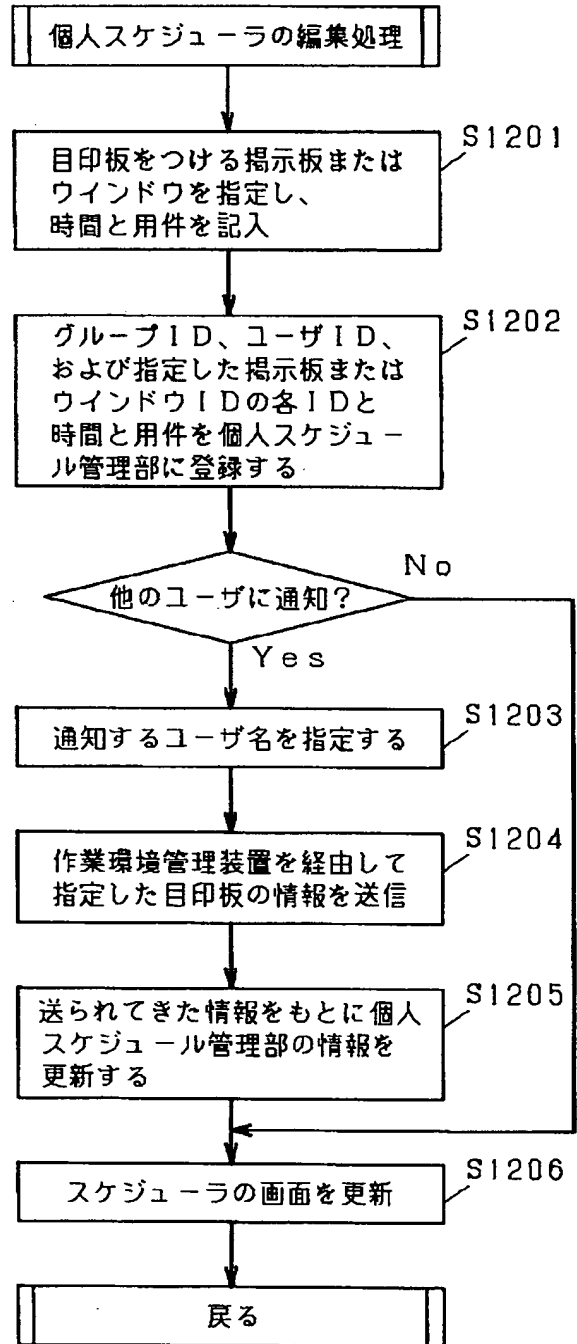 個人スケジューラの編集処理
S1201
目印板をつける掲示板または
ウインドウを指定し、
時間と用件を記入
S1202
グループID、ユーザID、
および指定した掲示板または
ウインドウIDの各IDと
時間と用件を個人スケジュー
ル管理部に登録する
他のユーザに通知?
No
Yes
S1203
通知するユーザ名を指定する
S1204
作業環境管理装置を経由して
指定した目印板の情報を送信
S1205
送られてきた情報をもとに個人
スケジュール管理部の情報を
更新する
S1206
スケジューラの画面を更新
戻る